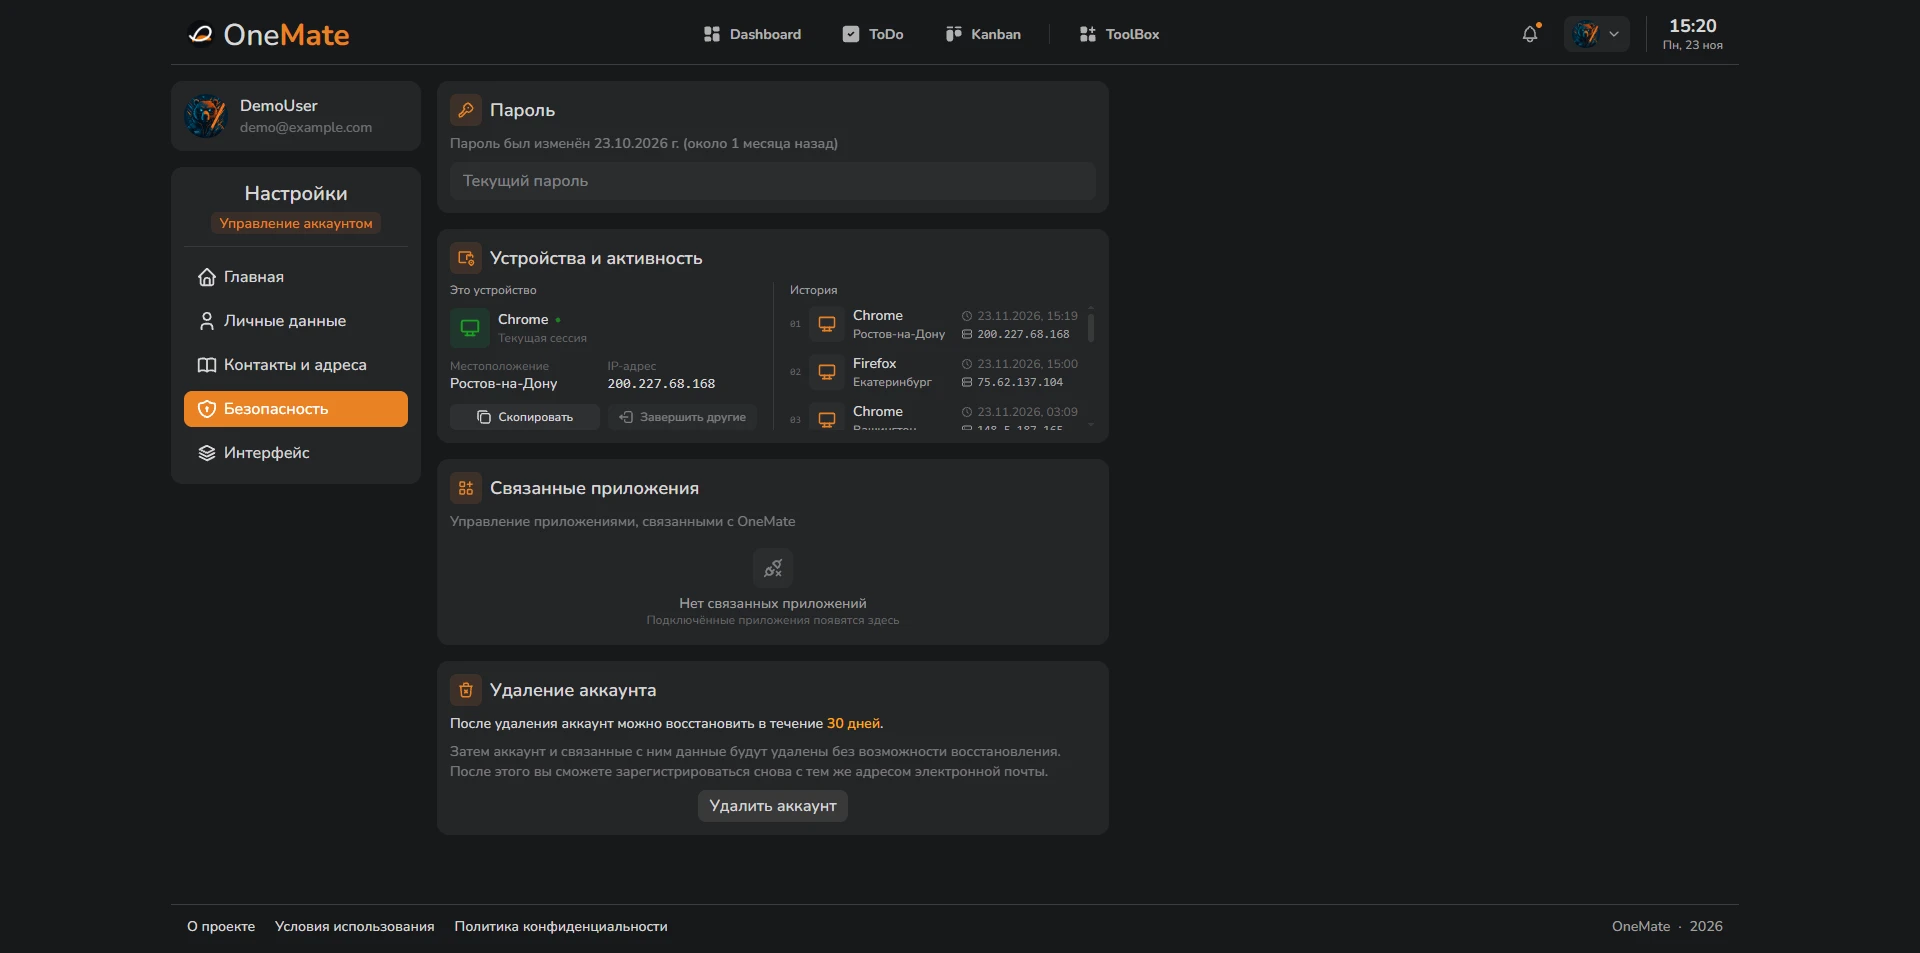 OneMate
Dashboard
ToDo
Kanban
ToolBox
15:20
Пн, 23 ноя
DemoUser
demo@example.com
Настройки
Управление аккаунтом
Главная
Личные данные
Контакты и адреса
Безопасность
Интерфейс
Пароль
Пароль был изменён 23.10.2026 г. (около 1 месяца назад)
Текущий пароль
Устройства и активность
Это устройство
Chrome
Текущая сессия
Местоположение
Ростов-на-Дону
IP-адрес
200.227.68.168
Скопировать
Завершить другие
История
01
Chrome
Ростов-на-Дону
23.11.2026, 15:19
200.227.68.168
02
Firefox
Екатеринбург
23.11.2026, 15:00
75.62.137.104
03
Chrome
Вашингтон
23.11.2026, 03:09
148.5.187.165
Связанные приложения
Управление приложениями, связанными с OneMate
Нет связанных приложений
Подключённые приложения появятся здесь
Удаление аккаунта
После удаления аккаунт можно восстановить в течение 30 дней.
Затем аккаунт и связанные с ним данные будут удалены без возможности восстановления.
После этого вы сможете зарегистрироваться снова с тем же адресом электронной почты.
Удалить аккаунт
О проекте
Условия использования
Политика конфиденциальности
OneMate · 2026